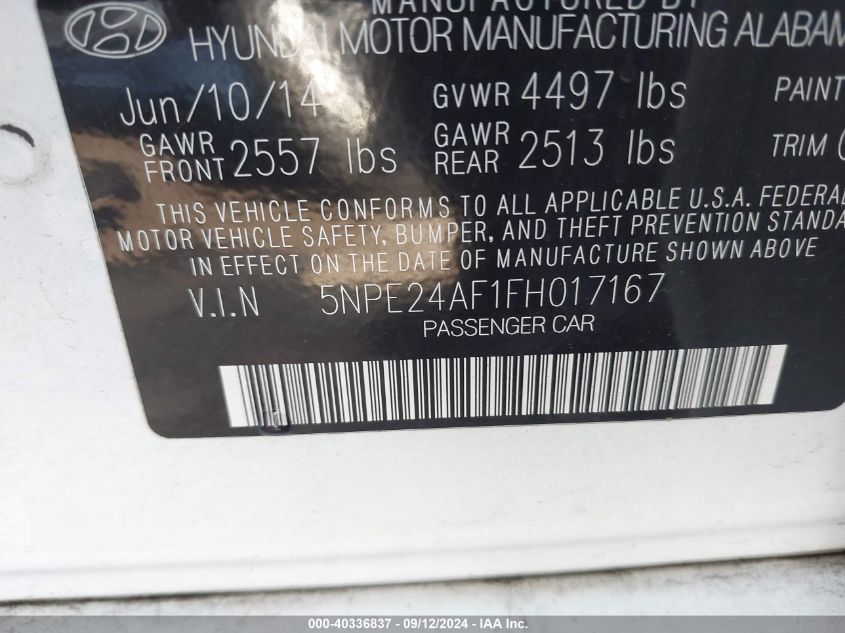 MANUFACTURED BY
HYUNDAI MOTOR MANUFACTURING ALABAM
Jun/10/14 GVWR 4497 lbs PAINT
GAWR FRONT 2557 lbs GAWR REAR 2513 lbs TRIM
THIS VEHICLE CONFORMS TO ALL APPLICABLE U.S.A. FEDERAL
MOTOR VEHICLE SAFETY, BUMPER, AND THEFT PREVENTION STANDA
IN EFFECT ON THE DATE OF MANUFACTURE SHOWN ABOVE
V.I.N 5NPE24AF1FH017167
PASSENGER CAR
000-40336837 - 09/12/2024 - IAA Inc.